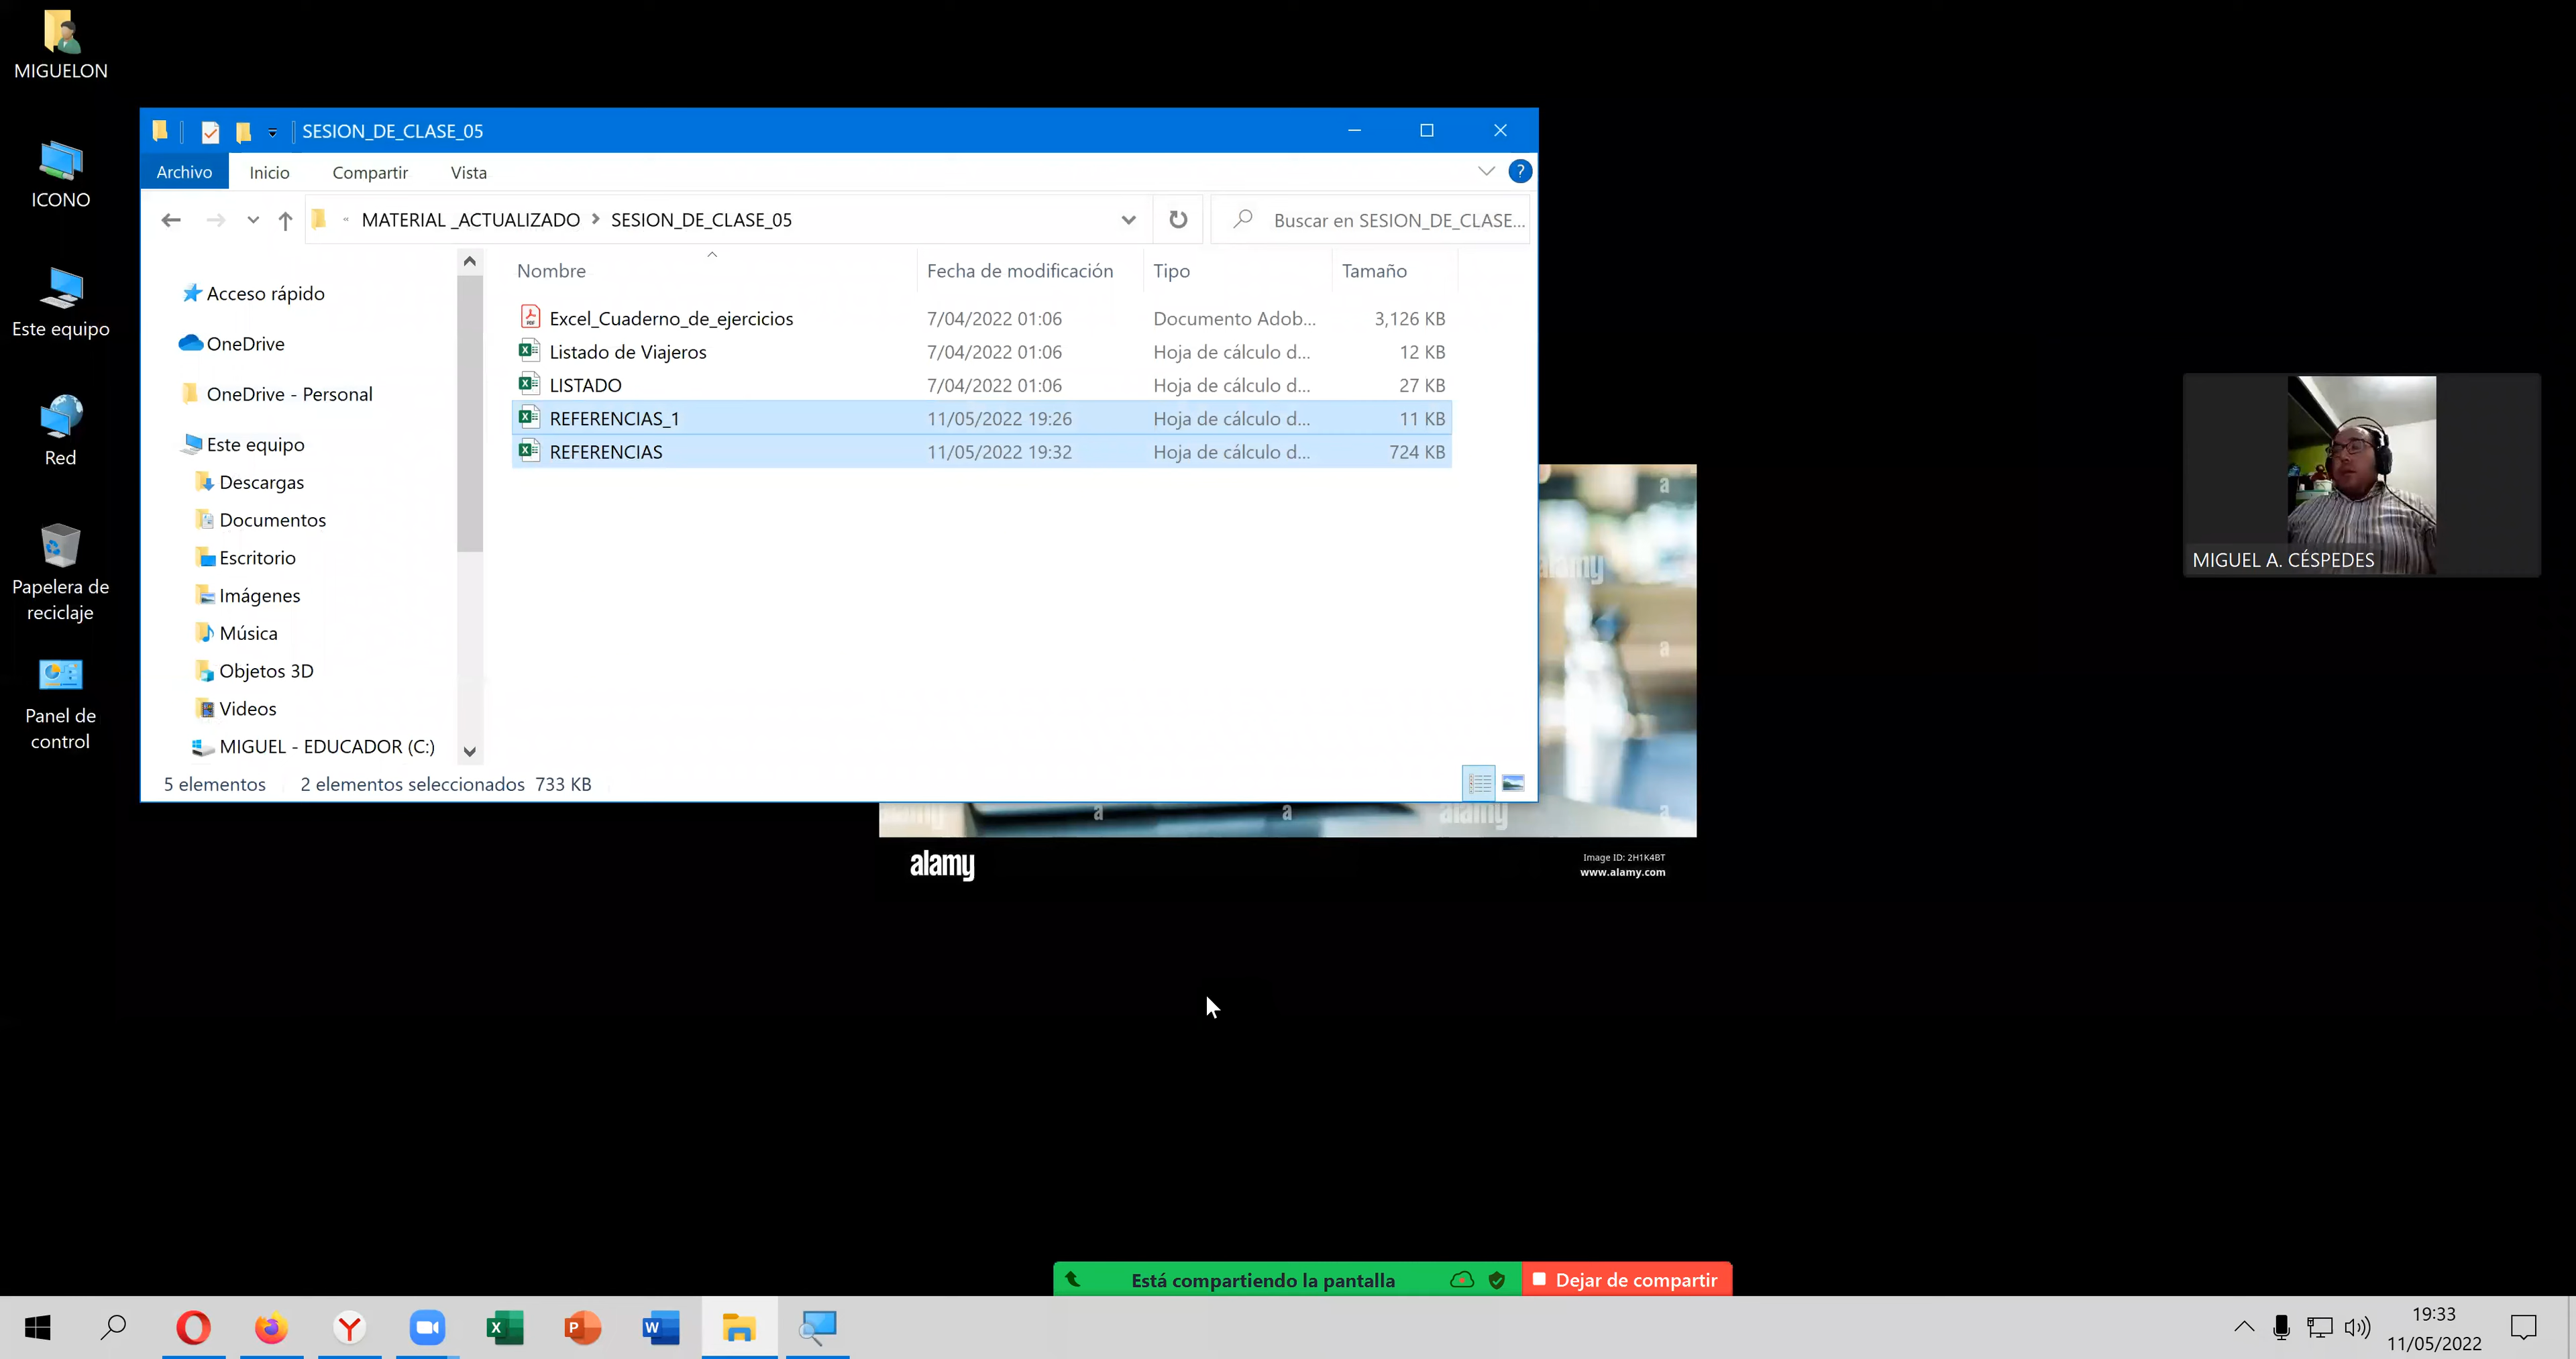 MIGUELON
ICONO
Este equipo
Red
Papelera de
reciclaje
Panel de
control
SESION_DE_CLASE_05
Archivo Inicio Compartir Vista
?
« MATERIAL _ACTUALIZADO > SESION_DE_CLASE_05
Buscar en SESION_DE_CLASE...
Nombre Fecha de modificación Tipo Tamaño
Excel_Cuaderno_de_ejercicios 7/04/2022 01:06 Documento Adob... 3,126 KB
Listado de Viajeros 7/04/2022 01:06 Hoja de cálculo d... 12 KB
LISTADO 7/04/2022 01:06 Hoja de cálculo d... 27 KB
REFERENCIAS_1 11/05/2022 19:26 Hoja de cálculo d... 11 KB
REFERENCIAS 11/05/2022 19:32 Hoja de cálculo d... 724 KB
Acceso rápido
OneDrive
OneDrive - Personal
Este equipo
Descargas
Documentos
Escritorio
Imágenes
Música
Objetos 3D
Videos
MIGUEL - EDUCADOR (C:)
5 elementos 2 elementos seleccionados 733 KB
a
alamy
a
alamy a a alamy a
alamy
Image ID: 2H1K4BT
www.alamy.com
MIGUEL A. CÉSPEDES
Está compartiendo la pantalla
Dejar de compartir
19:33
11/05/2022